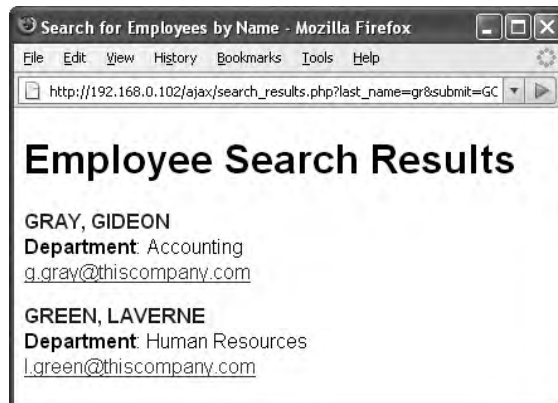 Search for Employees by Name - Mozilla Firefox
File Edit View History Bookmarks Tools Help
http://192.168.0.102/ajax/search_results.php?last_name=gr&submit=GO
Employee Search Results
GRAY, GIDEON
Department: Accounting
g.gray@thiscompany.com
GREEN, LAVERNE
Department: Human Resources
l.green@thiscompany.com